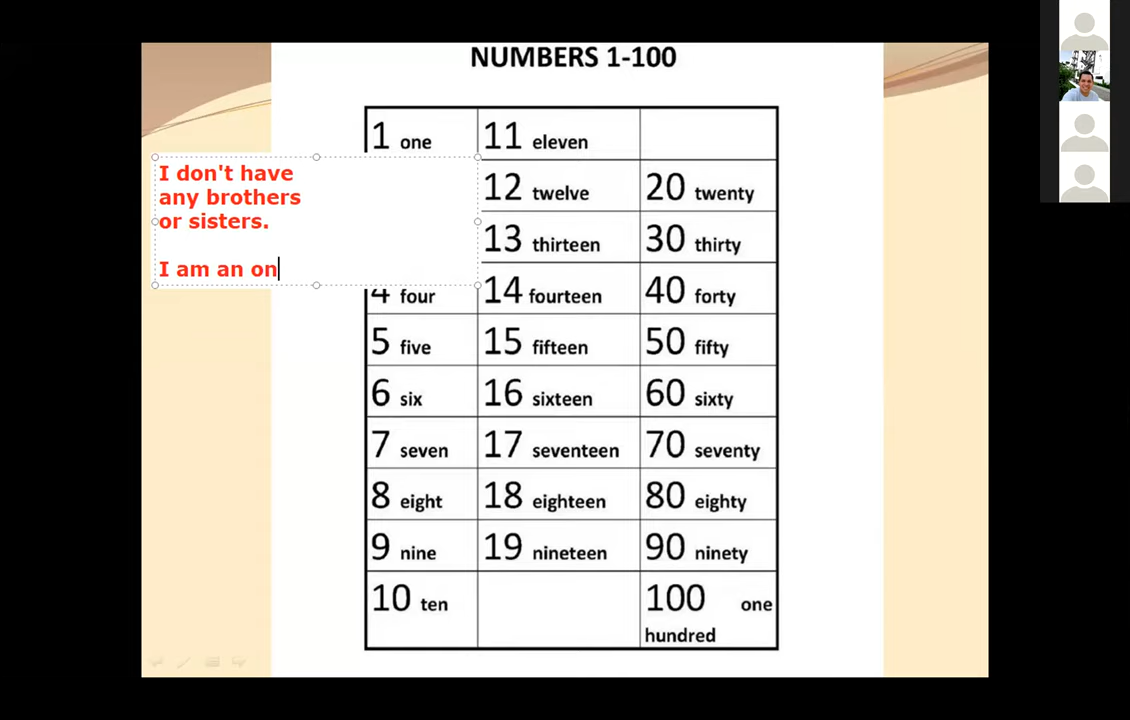 NUMBERS 1-100
1 one 11 eleven
I don't have
any brothers
or sisters.
I am an on
12 twelve 20 twenty
13 thirteen 30 thirty
4 four 14 fourteen 40 forty
5 five 15 fifteen 50 fifty
6 six 16 sixteen 60 sixty
7 seven 17 seventeen 70 seventy
8 eight 18 eighteen 80 eighty
9 nine 19 nineteen 90 ninety
10 ten 100 one
hundred